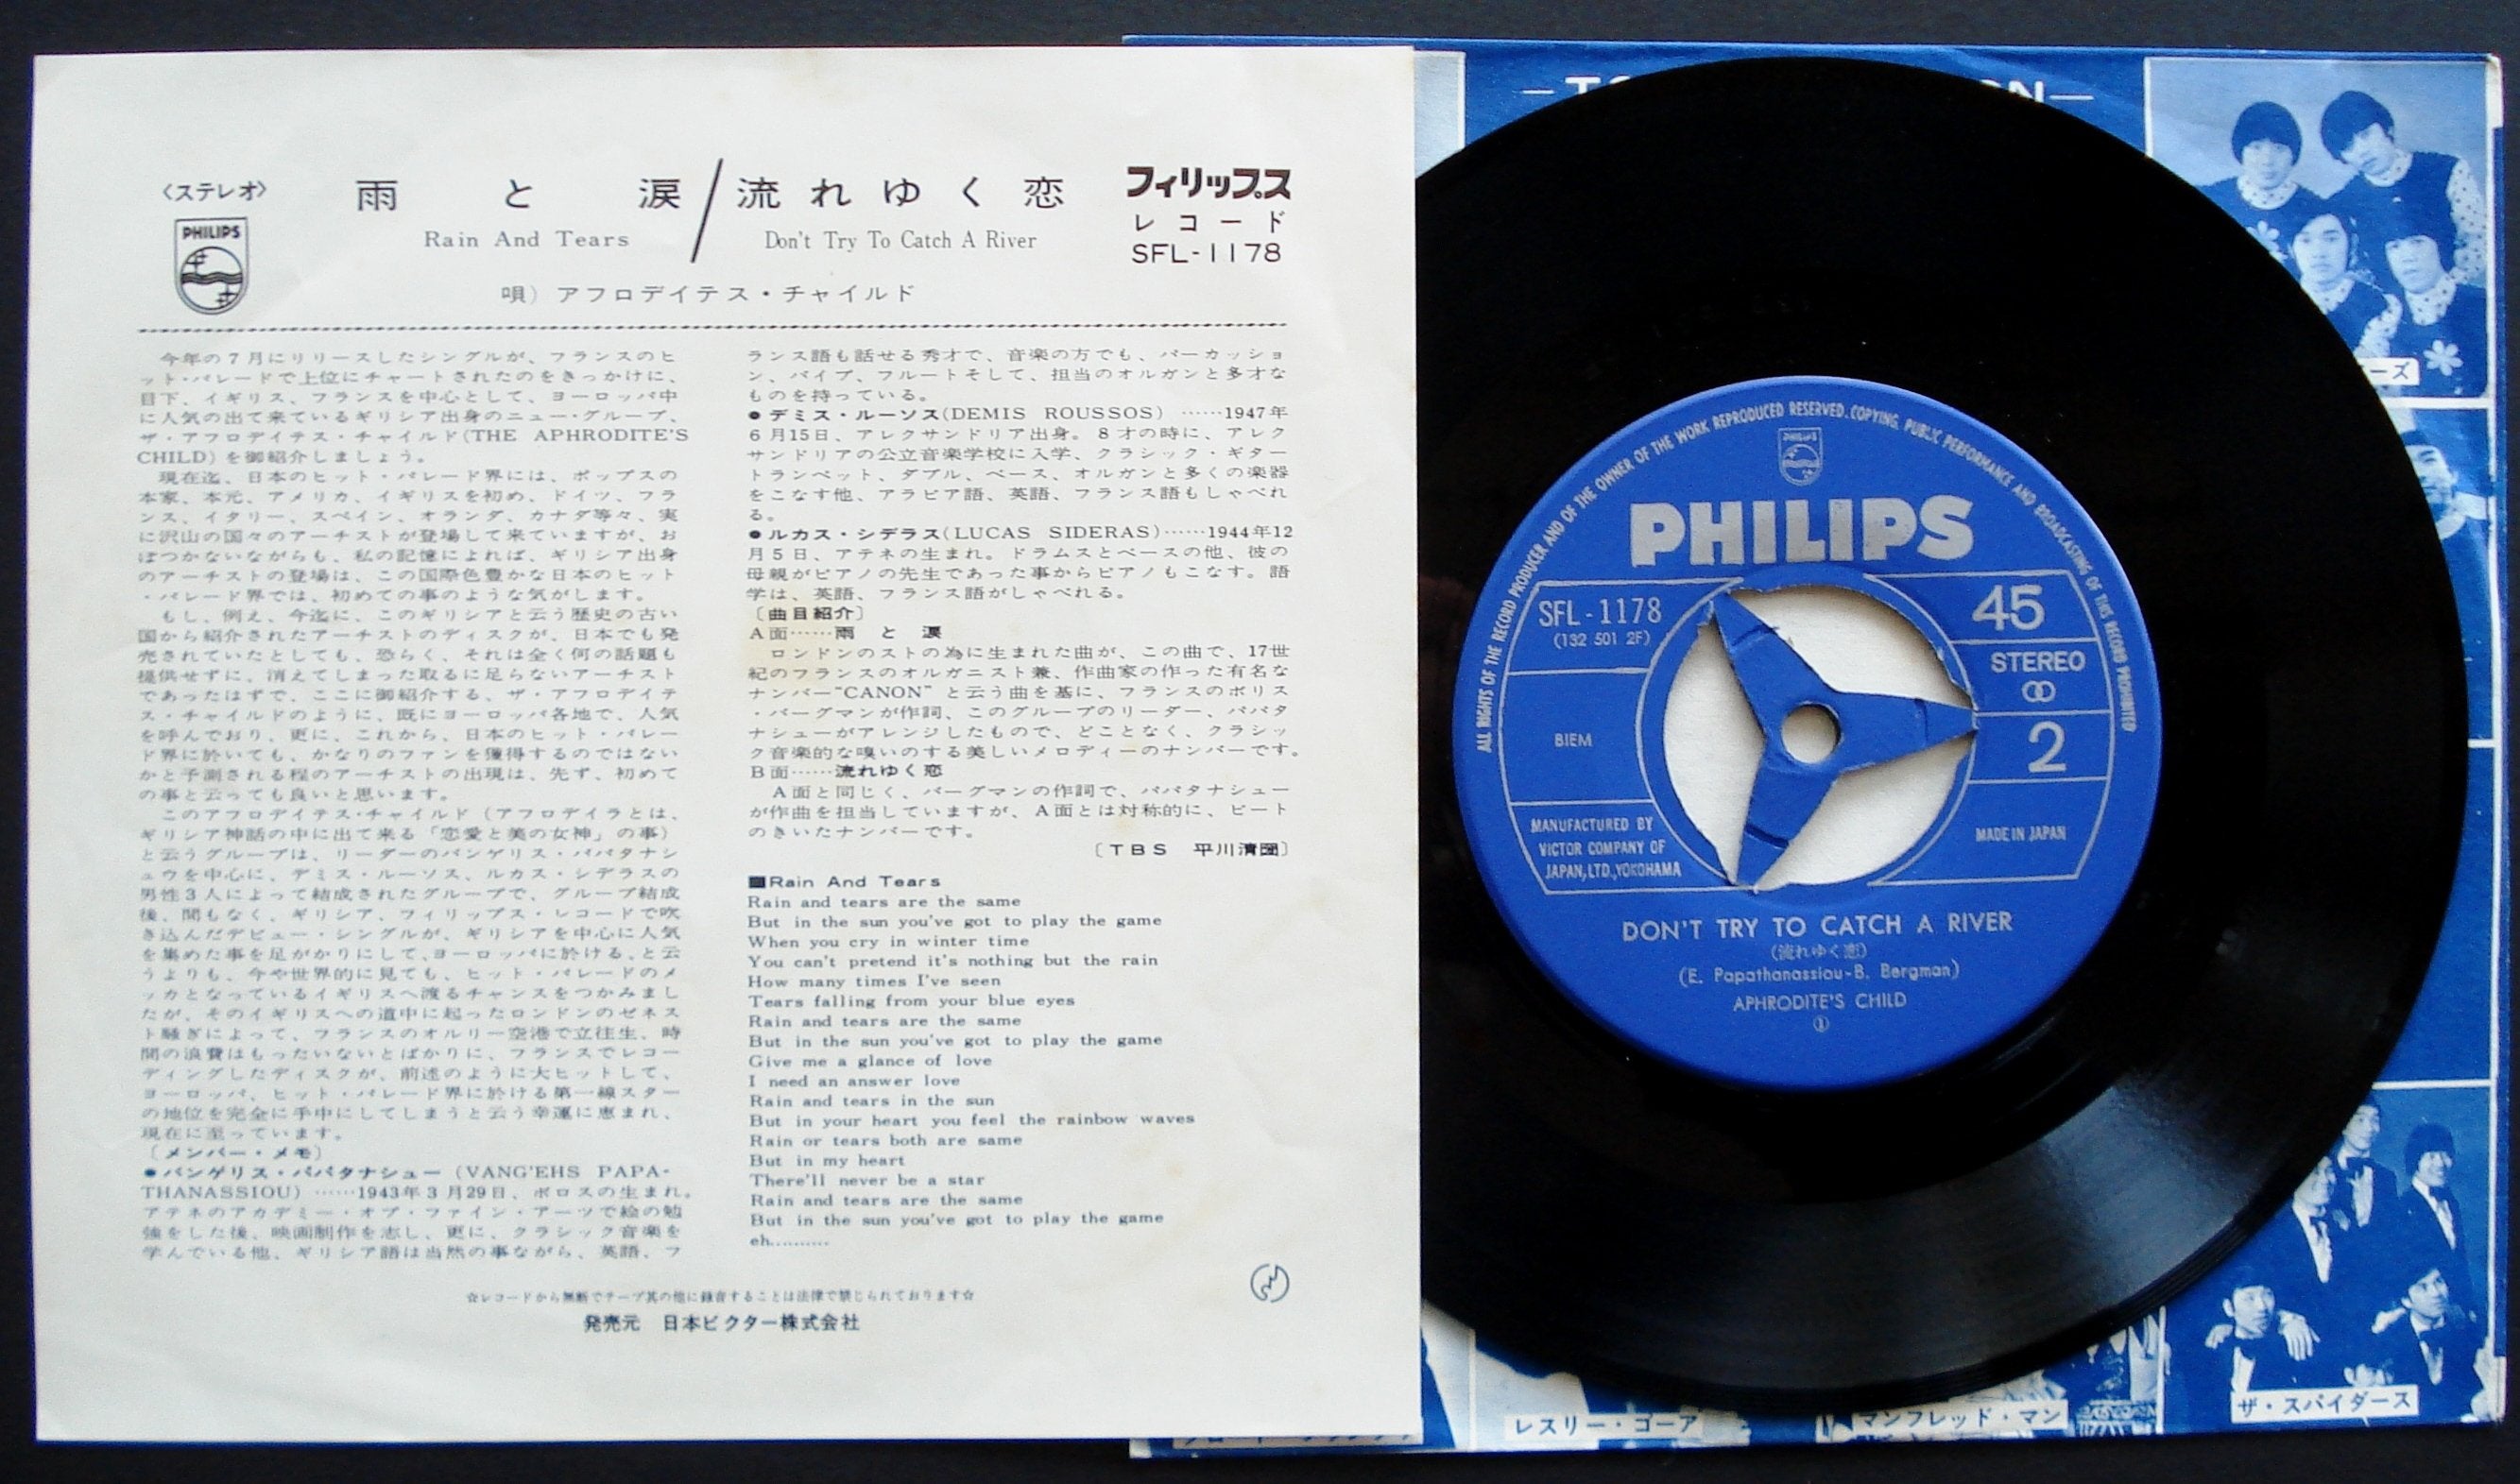 〈ステレオ〉
PHILIPS
雨と涙/流れゆく恋
Rain And Tears
Don't Try To Catch A River
フィリップス
レコード
SFL-1178
唄）アフロデイテス・チャイルド
今年の7月にリリースしたシングルが、フランスのヒ
ット・パレードで上位にチャートされたのをきっかけに、
目下、イギリス、フランスを中心として、ヨーロッパ中
に人気の出て来ているギリシア出身のニュー・グループ、
ザ・アフロデイテス・チャイルド(THE APHRODITE'S
CHILD）を御紹介しましょう。
現在迄、日本のヒット・パレード界には、ポップスの
本家、本元、アメリカ、イギリスを初め、ドイツ、フラ
ンス、イタリー、スペイン、オランダ、カナダ等々、実
に沢山の国々のアーチストが登場して来ていますが、お
ぼつかないながらも、私の記憶によれば、ギリシア出身
のアーチストの登場は、この国際色豊かな日本のヒット
・パレード界では、初めての事のような気がします。
もし、例え、今迄に、このギリシアと云う歴史の古い
国から紹介されたアーチストのディスクが、日本でも発
売されていたとしても、恐らく、それは全く何の話題も
提供せずに、消えてしまった取るに足らないアーチスト
であったはずで、ここに御紹介する、ザ・アフロデイテ
ス・チャイルドのように、既にヨーロッパ各地で、人気
を呼んでおり、更に、これから、日本のヒット・パレー
ド界に於いても、かなりのファンを獲得するのではない
かと予測される程のアーチストの出現は、先ず、初めて
の事と云っても良いと思います。
このアフロデイテス・チャイルド（アフロデイラとは、
ギリシア神話の中に出て来る「恋愛と美の女神」の事）
と云うグループは、リーダーのバンゲリス・パパタナシ
ュウを中心に、デミス・ルーソス、ルカス・シデラスの
男性3人によって結成されたグループで、グループ結成
後、間もなく、ギリシア、フィリップス・レコードで吹
き込んだデビュー・シングルが、ギリシアを中心に人気
を集めた事を足がかりにして、ヨーロッパに於ける、と云
うよりも、今や世界的に見ても、ヒット・パレードのメ
ッカとなっているイギリスへ渡るチャンスをつかみまし
たが、そのイギリスへの道中に起ったロンドンのゼネス
ト騒ぎによって、フランスのオルリー空港で立往生、時
間の浪費はもったいないとばかりに、フランスでレコー
ディングしたディスクが、前述のように大ヒットして、
ヨーロッパ、ヒット・パレード界に於ける第一線スター
の地位を完全に手中にしてしまうと云う幸運に恵まれ、
現在に至っています。
〔メンバー・メモ〕
●バンゲリス・パパタナシュー（VANG'EHS PAPA-
THANASSIOU）……1943年3月29日、ボロスの生まれ。
アテネのアカデミー・オブ・ファイン・アーツで絵の勉
強をした後、映画制作を志し、更に、クラシック音楽を
学んでいる他、ギリシア語は当然の事ながら、英語、フ
ランス語も話せる秀才で、音楽の方でも、パーカッショ
ン、パイプ、フルートそして、担当のオルガンと多才な
ものを持っている。
●デミス・ルーソス(DEMIS ROUSSOS) ……1947年
6月15日、アレクサンドリア出身。8才の時に、アレク
サンドリアの公立音楽学校に入学、クラシック・ギター
トランペット、ダブル、ベース、オルガンと多くの楽器
をこなす他、アラビア語、英語、フランス語もしゃべれ
る。
●ルカス・シデラス(LUCAS SIDERAS)……1944年12
月5日、アテネの生まれ。ドラムスとベースの他、彼の
母親がピアノの先生であった事からピアノもこなす。語
学は、英語、フランス語がしゃべれる。
〔曲目紹介〕
A面……雨と涙
ロンドンのストの為に生まれた曲が、この曲で、17世
紀のフランスのオルガニスト兼、作曲家の作った有名な
ナンバー"CANON" と云う曲を基に、フランスのボリス
・バーグマンが作詞、このグループのリーダー、パパタ
ナシューがアレンジしたもので、どことなく、クラシッ
ク音楽的な嗅いのする美しいメロディーのナンバーです。
B面……流れゆく恋
A面と同じく、バーグマンの作詞で、パパタナシュー
が作曲を担当していますが、A面とは対称的に、ビート
のきいたナンバーです。
〔TBS 平川清圀〕
■Rain And Tears
Rain and tears are the same
But in the sun you've got to play the game
When you cry in winter time
You can't pretend it's nothing but the rain
How many times I've seen
Tears falling from your blue eyes
Rain and tears are the same
But in the sun you've got to play the game
Give me a glance of love
I need an answer love
Rain and tears in the sun
But in your heart you feel the rainbow waves
Rain or tears both are same
But in my heart
There'll never be a star
Rain and tears are the same
But in the sun you've got to play the game
eh..........
☆レコードから無断でテープ其の他に録音することは法律で禁じられております☆
発売元 日本ビクター株式会社
ALL RIGHTS OF THE RECORD PRODUCER AND OF THE OWNER OF THE WORK REPRODUCED RESERVED. COPYING, PUBLIC PERFORMANCE AND BROADCASTING OF THIS RECORD PROHIBITED
PHILIPS
PHILIPS
SFL-1178
(132 501 2F)
BIEM
MANUFACTURED BY
VICTOR COMPANY OF
JAPAN, LTD., YOKOHAMA
45
STEREO
2
MADE IN JAPAN
DON'T TRY TO CATCH A RIVER
(流れゆく恋)
(E. Papathanassiou-B. Bergman)
APHRODITE'S CHILD
①
レスリー・ゴーア
マンフレッド・マン
ザ・スパイダース